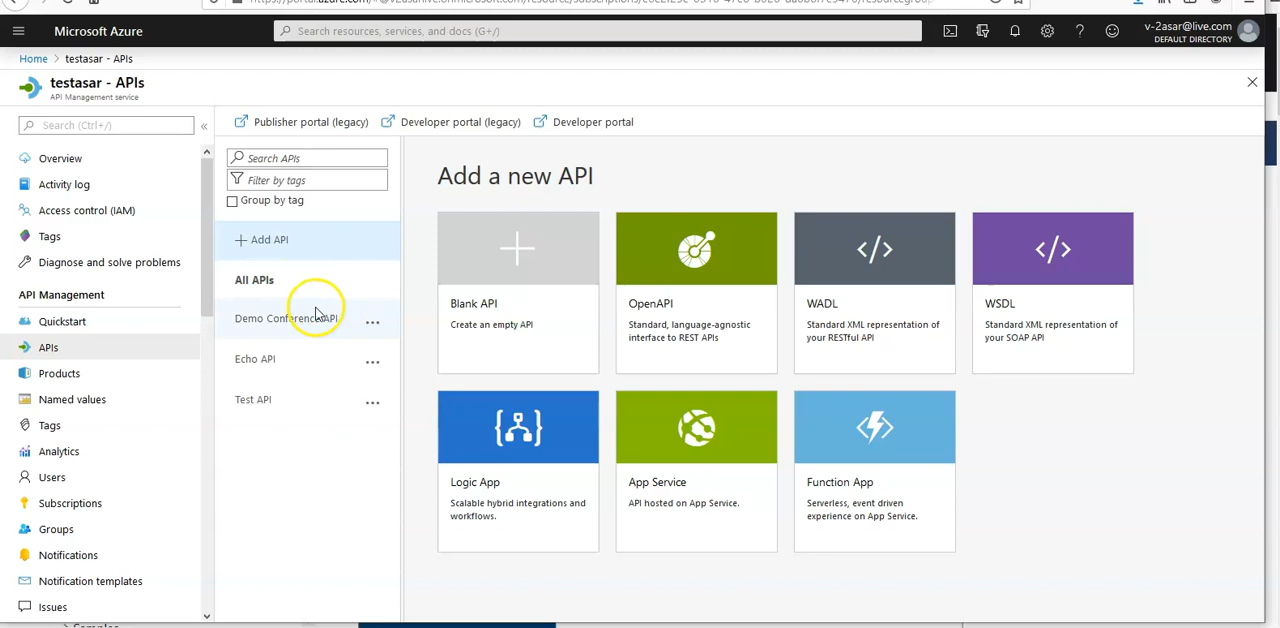 Microsoft Azure
Search resources, services, and docs (G+/)
v-2asar@live.com
DEFAULT DIRECTORY
Home > testasar - APIs
testasar - APIs
API Management service
Search (Ctrl+/)
«
Overview
Activity log
Access control (IAM)
Tags
Diagnose and solve problems
API Management
Quickstart
APIs
Products
Named values
Tags
Analytics
Users
Subscriptions
Groups
Notifications
Notification templates
Issues
Publisher portal (legacy)
Developer portal (legacy)
Developer portal
Search APIs
Filter by tags
Group by tag
+ Add API
All APIs
Demo Conference API
Echo API
Test API
Add a new API
Blank API
Create an empty API
OpenAPI
Standard, language-agnostic
interface to REST APIs
WADL
Standard XML representation of
your RESTful API
WSDL
Standard XML representation of
your SOAP API
Logic App
Scalable hybrid integrations and
workflows.
App Service
API hosted on App Service.
Function App
Serverless, event driven
experience on App Service.